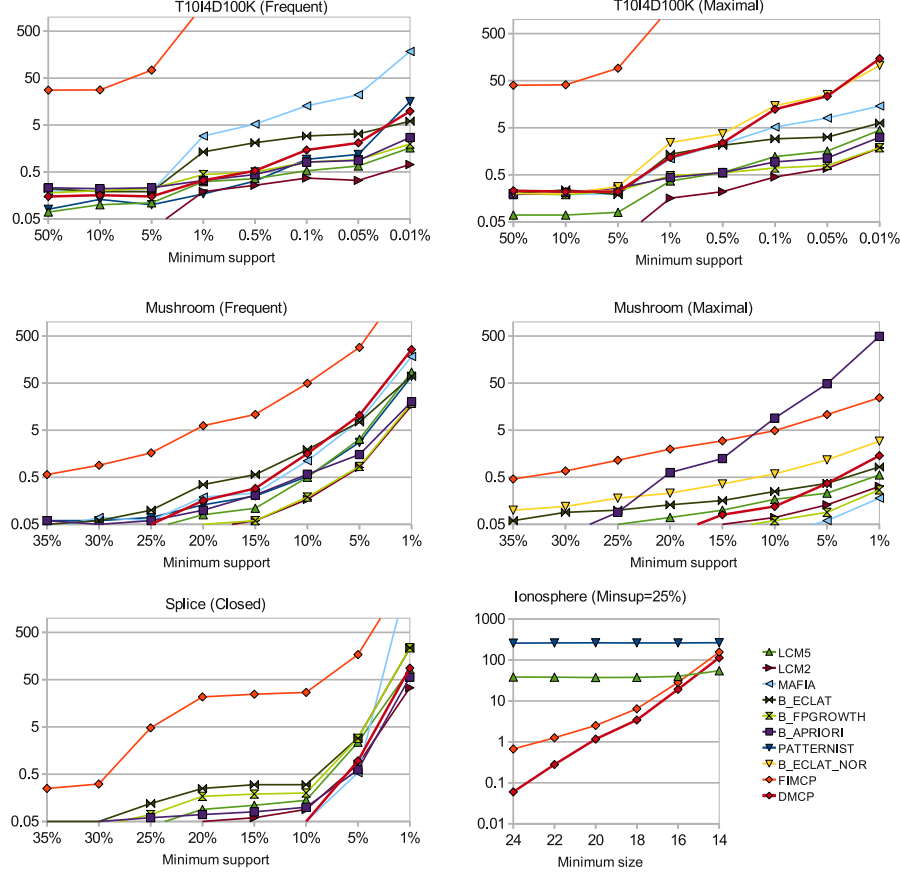 T10I4D100K (Frequent)
500
50
5
0.5
0.05
50% 10% 5% 1% 0.5% 0.1% 0.05% 0.01%
Minimum support
T10I4D100K (Maximal)
500
50
5
0.5
0.05
50% 10% 5% 1% 0.5% 0.1% 0.05% 0.01%
Minimum support
Mushroom (Frequent)
500
50
5
0.5
0.05
35% 30% 25% 20% 15% 10% 5% 1%
Minimum support
Mushroom (Maximal)
500
50
5
0.5
0.05
35% 30% 25% 20% 15% 10% 5% 1%
Minimum support
Splice (Closed)
500
50
5
0.5
0.05
35% 30% 25% 20% 15% 10% 5% 1%
Minimum support
Ionosphere (Minsup=25%)
1000
100
10
1
0.1
0.01
24 22 20 18 16 14
Minimum size
LCM5
LCM2
MAFIA
B_ECLAT
B_FPGROWTH
B_APRIORI
PATTERNIST
B_ECLAT_NOR
FIMCP
DMCP